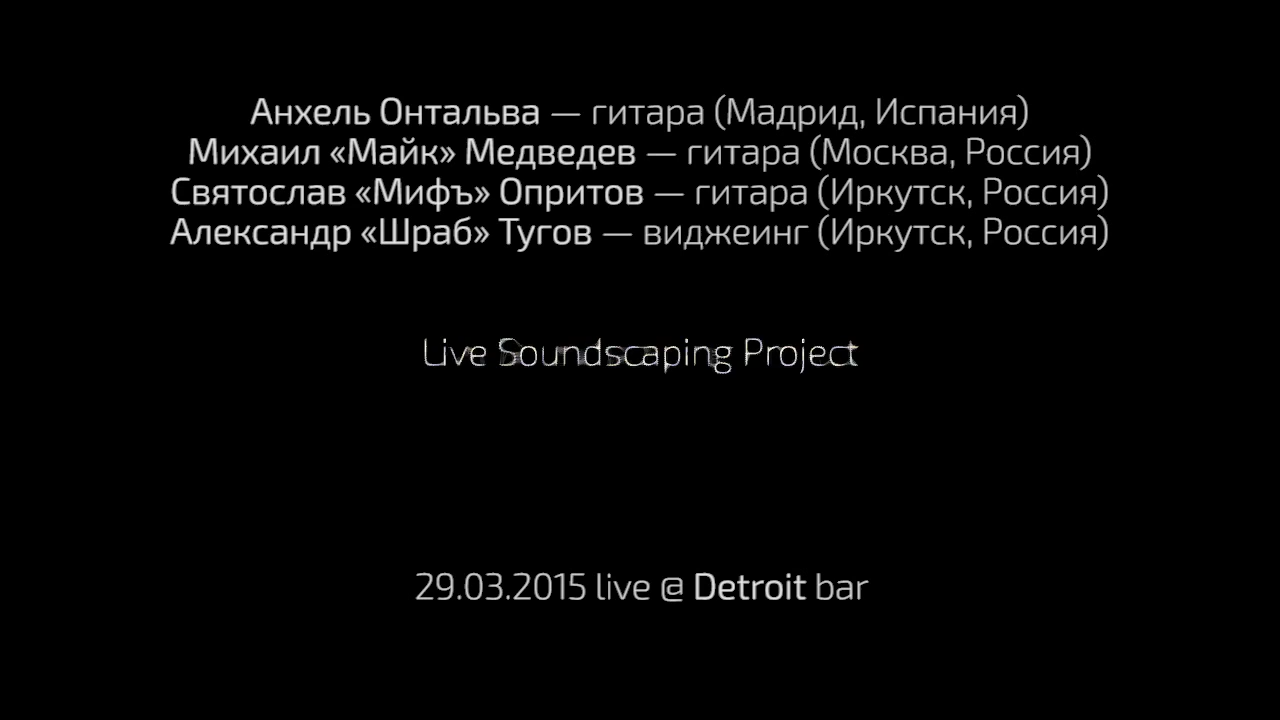 Анхель Онтальва — гитара (Мадрид, Испания)
Михаил «Майк» Медведев — гитара (Москва, Россия)
Святослав «Мифъ» Опритов — гитара (Иркутск, Россия)
Александр «Шраб» Тугов — виджеинг (Иркутск, Россия)
Live Soundscaping Project
29.03.2015 live @ Detroit bar